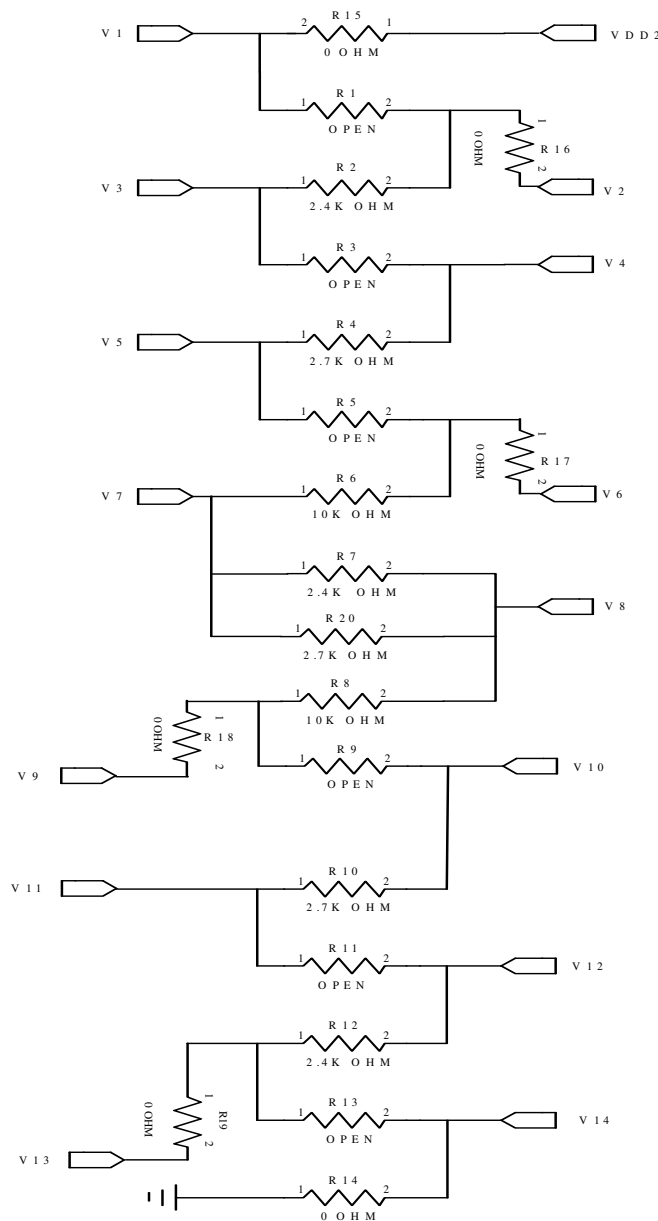 R15
V1 2 1 VDD2
0 OHM
R1
1 2
OPEN
1
0 OHM R16
2
R2
V3 1 2 V2
2.4K OHM
R3
1 2 V4
OPEN
R4
V5 1 2
2.7K OHM
R5
1 2
OPEN
1
0 OHM R17
2
R6
V7 1 2 V6
10K OHM
R7
1 2
2.4K OHM
V8
R20
1 2
2.7K OHM
R8
1 2
10K OHM
1
0 OHM R18
2
R9
V9 1 2 V10
OPEN
R10
V11 1 2
2.7K OHM
R11
1 2 V12
OPEN
R12
1 2
2.4K OHM
1
0 OHM R19
2
R13
1 2 V14
OPEN
V13
R14
1 2
0 OHM